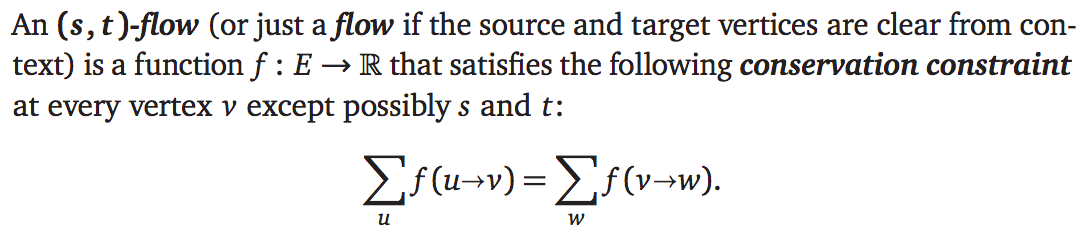 An (s, t)-flow (or just a flow if the source and target vertices are clear from con-
text) is a function f : E → ℝ that satisfies the following conservation constraint
at every vertex v except possibly s and t:
∑ f(u→v) = ∑ f(v→w).
u w